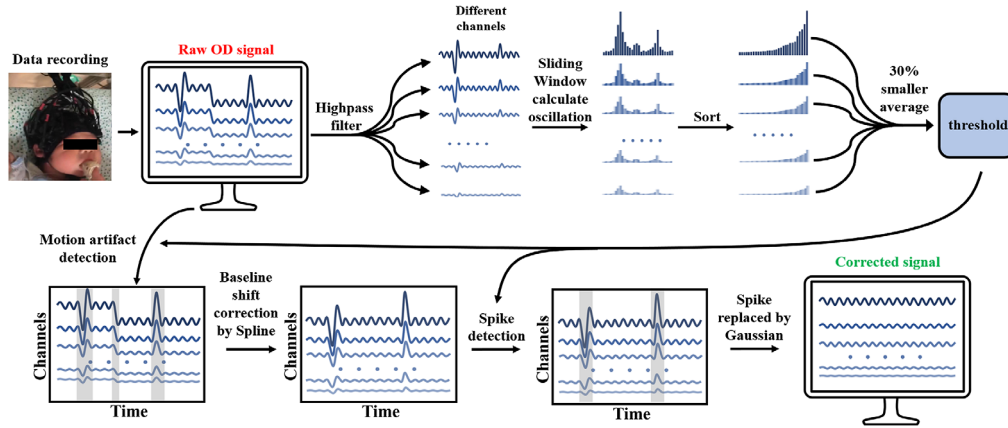 Data recording
Raw OD signal
Highpass
filter
Different
channels
Sliding
Window
calculate
oscillation
Sort
30%
smaller
average
threshold
Motion artifact
detection
Channels
Time
Baseline
shift
correction
by Spline
Channels
Time
Spike
detection
Channels
Time
Spike
replaced by
Gaussian
Corrected signal